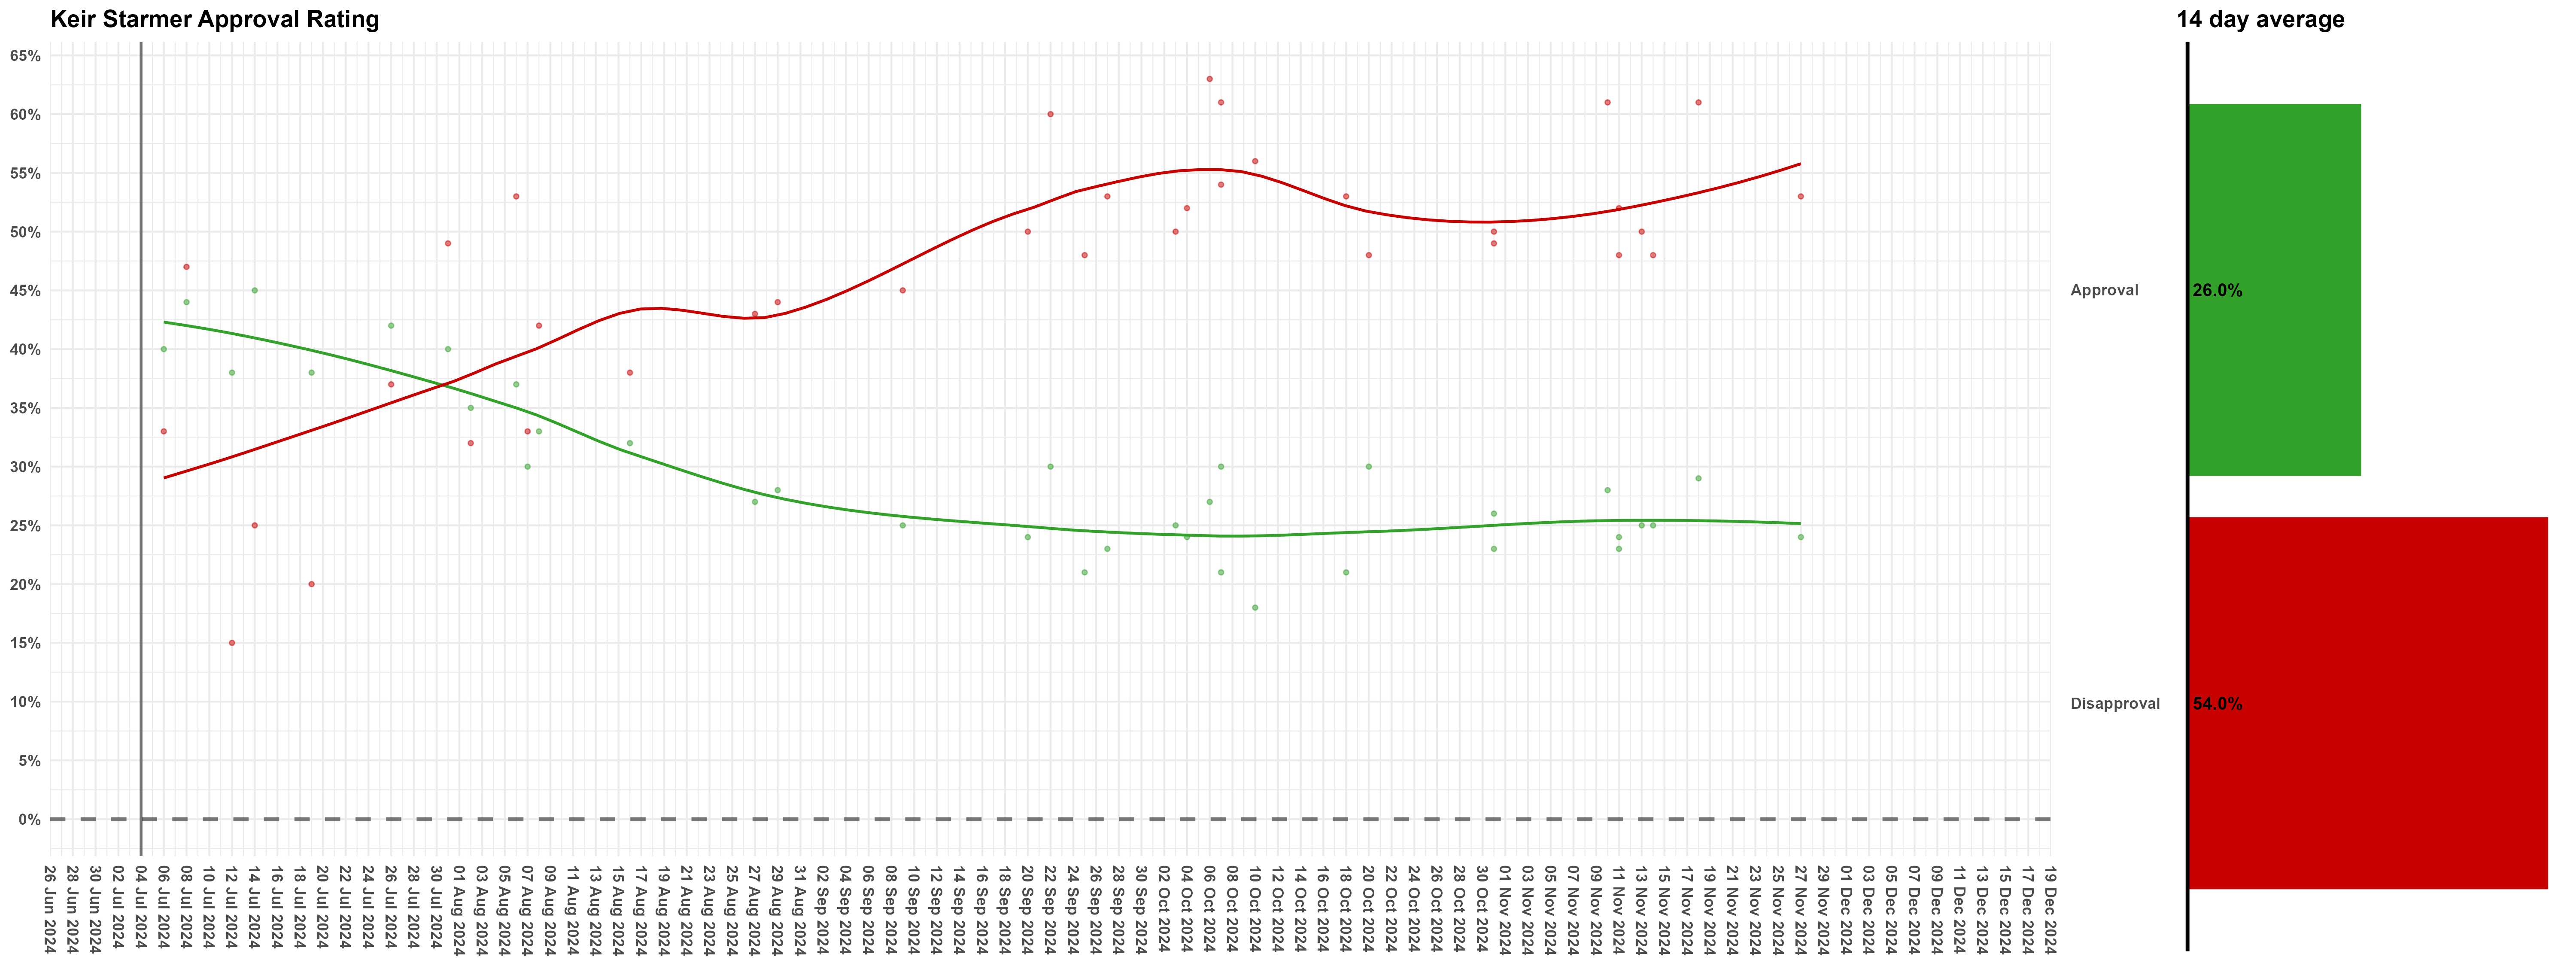 Keir Starmer Approval Rating
14 day average
65%
60%
55%
50%
45%
40%
35%
30%
25%
20%
15%
10%
5%
0%
26 Jun 2024
28 Jun 2024
30 Jun 2024
02 Jul 2024
04 Jul 2024
06 Jul 2024
08 Jul 2024
10 Jul 2024
12 Jul 2024
14 Jul 2024
16 Jul 2024
18 Jul 2024
20 Jul 2024
22 Jul 2024
24 Jul 2024
26 Jul 2024
28 Jul 2024
30 Jul 2024
01 Aug 2024
03 Aug 2024
05 Aug 2024
07 Aug 2024
09 Aug 2024
11 Aug 2024
13 Aug 2024
15 Aug 2024
17 Aug 2024
19 Aug 2024
21 Aug 2024
23 Aug 2024
25 Aug 2024
27 Aug 2024
29 Aug 2024
31 Aug 2024
02 Sep 2024
04 Sep 2024
06 Sep 2024
08 Sep 2024
10 Sep 2024
12 Sep 2024
14 Sep 2024
16 Sep 2024
18 Sep 2024
20 Sep 2024
22 Sep 2024
24 Sep 2024
26 Sep 2024
28 Sep 2024
30 Sep 2024
02 Oct 2024
04 Oct 2024
06 Oct 2024
08 Oct 2024
10 Oct 2024
12 Oct 2024
14 Oct 2024
16 Oct 2024
18 Oct 2024
20 Oct 2024
22 Oct 2024
24 Oct 2024
26 Oct 2024
28 Oct 2024
30 Oct 2024
01 Nov 2024
03 Nov 2024
05 Nov 2024
07 Nov 2024
09 Nov 2024
11 Nov 2024
13 Nov 2024
15 Nov 2024
17 Nov 2024
19 Nov 2024
21 Nov 2024
23 Nov 2024
25 Nov 2024
27 Nov 2024
29 Nov 2024
01 Dec 2024
03 Dec 2024
05 Dec 2024
07 Dec 2024
09 Dec 2024
11 Dec 2024
13 Dec 2024
15 Dec 2024
17 Dec 2024
19 Dec 2024
Approval
26.0%
Disapproval
54.0%